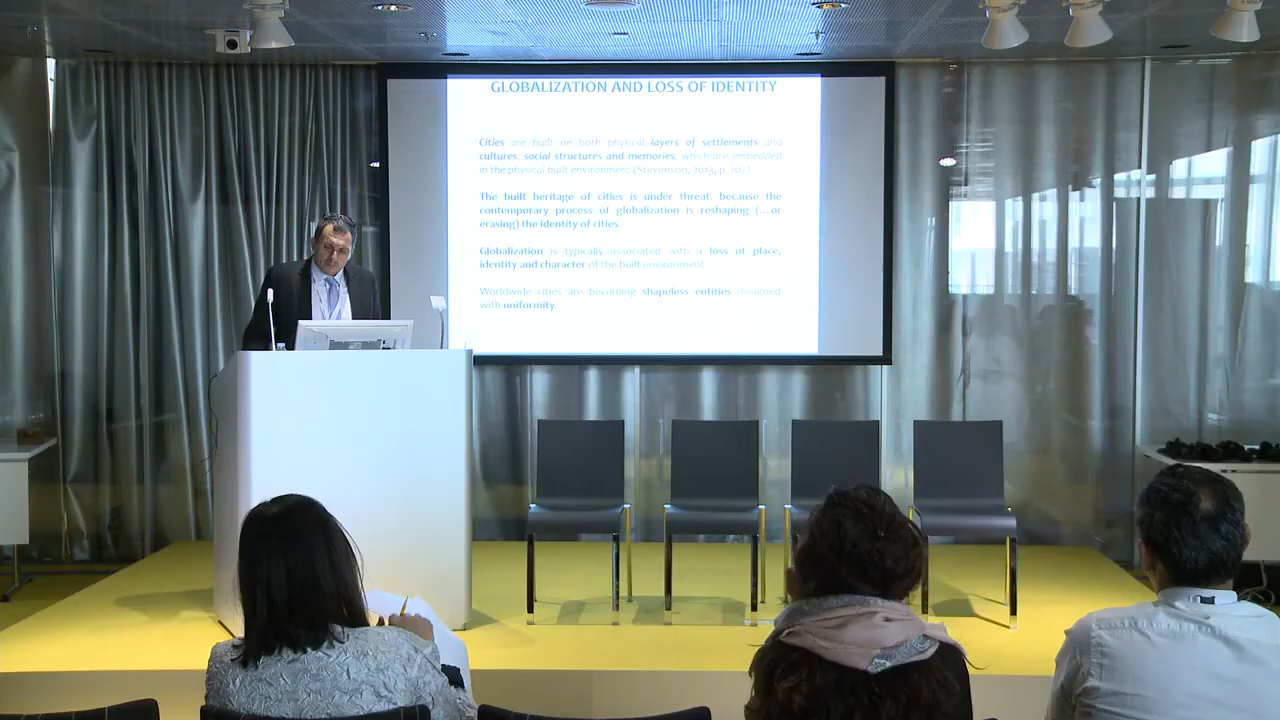 GLOBALIZATION AND LOSS OF IDENTITY
Cities are built on both physical layers of settlements and
cultures, social structures and memories, which are embedded
in the physical built environment (Stevenson, 2013, p. 107).
The built heritage of cities is under threat, because the
contemporary process of globalization is reshaping (... or
erasing) the identity of cities.
Globalization is typically associated with a loss of place,
identity and character of the built environment.
Worldwide cities are becoming shapeless entities designed
with uniformity.